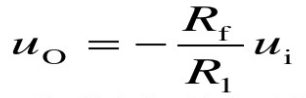 u_O = -\frac{R_f}{R_1} u_i